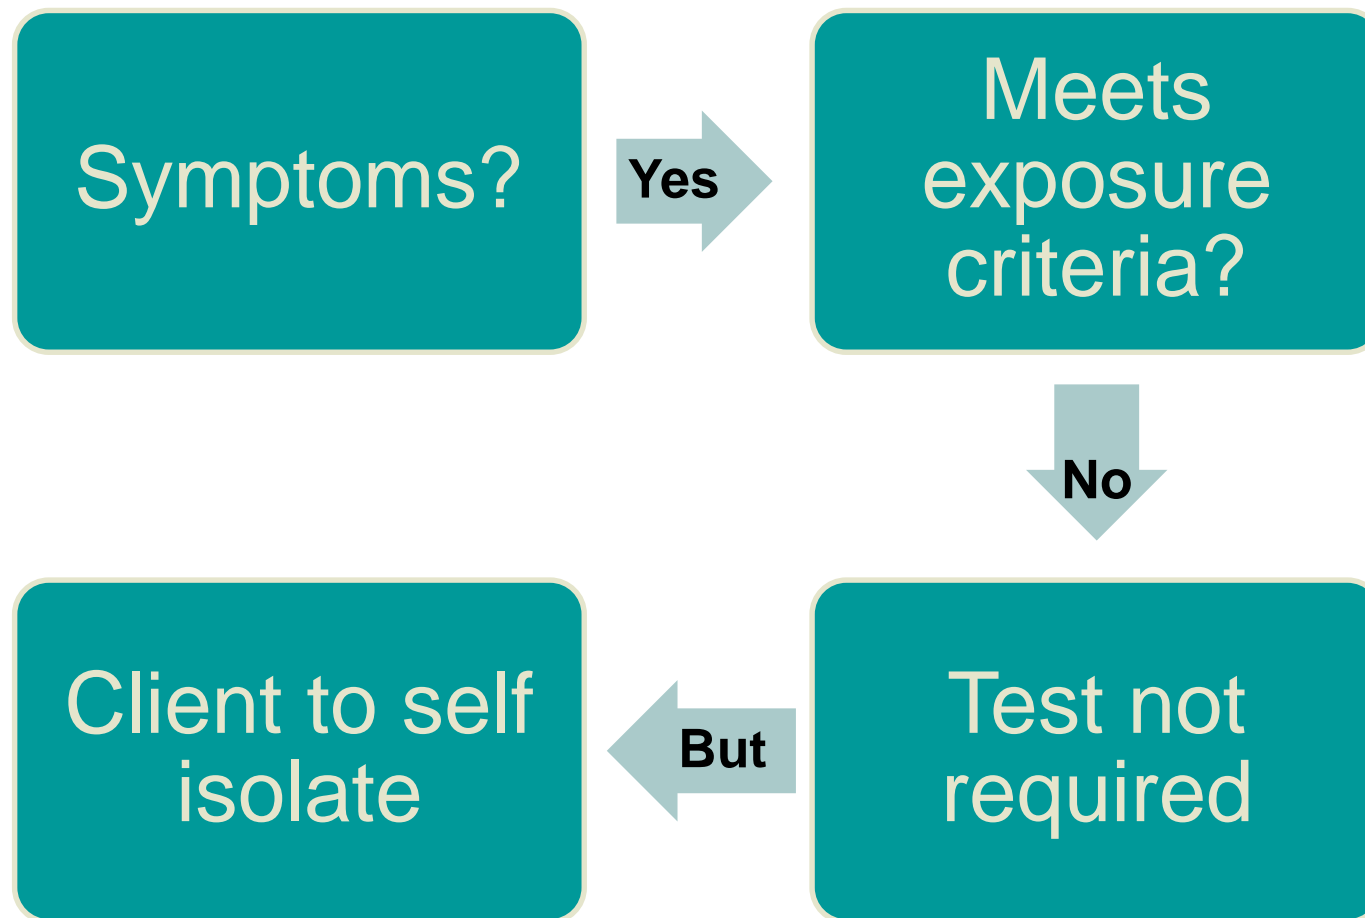 Symptoms?
Yes
Meets
exposure
criteria?
No
Test not
required
But
Client to self
isolate